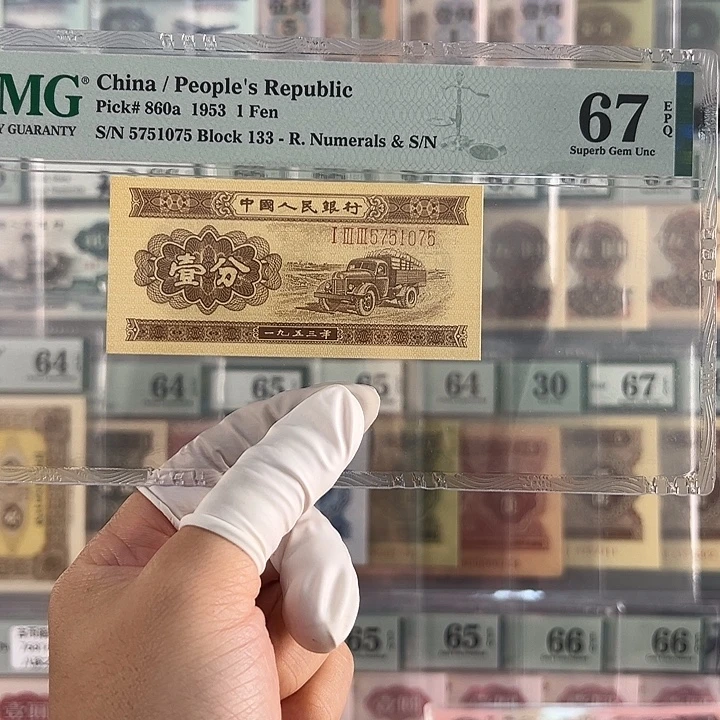 MG® China / People's Republic
Pick# 860a 1953 1 Fen
Y GUARANTY
S/N 5751075 Block 133 - R. Numerals & S/N
67
EPQ
Superb Gem Unc
中國人民銀行
I III III 5751075
壹分
一九五三年
64
64
65
65
64
30
67
65
65
66
66